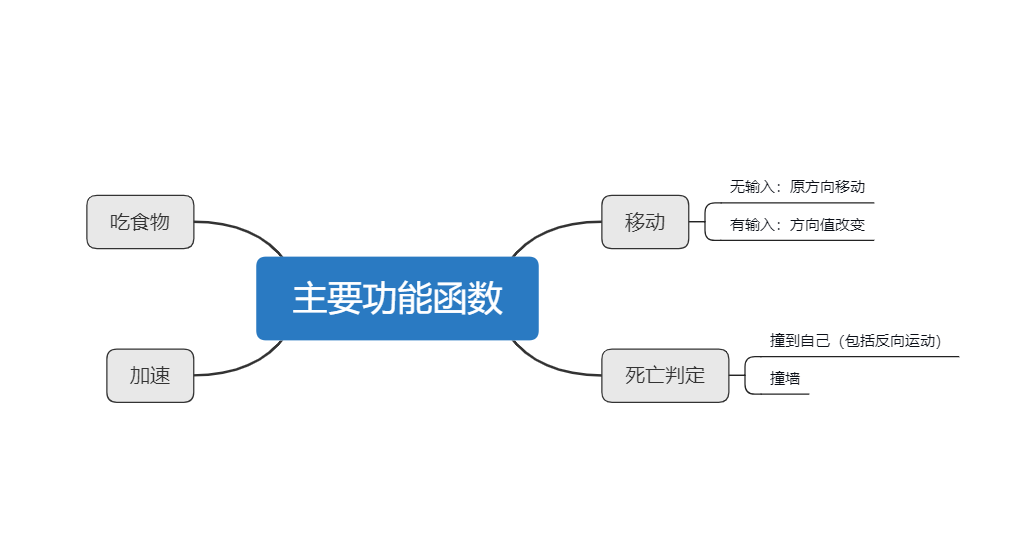 主要功能函数
移动
无输入：原方向移动
有输入：方向值改变
死亡判定
撞到自己（包括反向运动）
撞墙
吃食物
加速